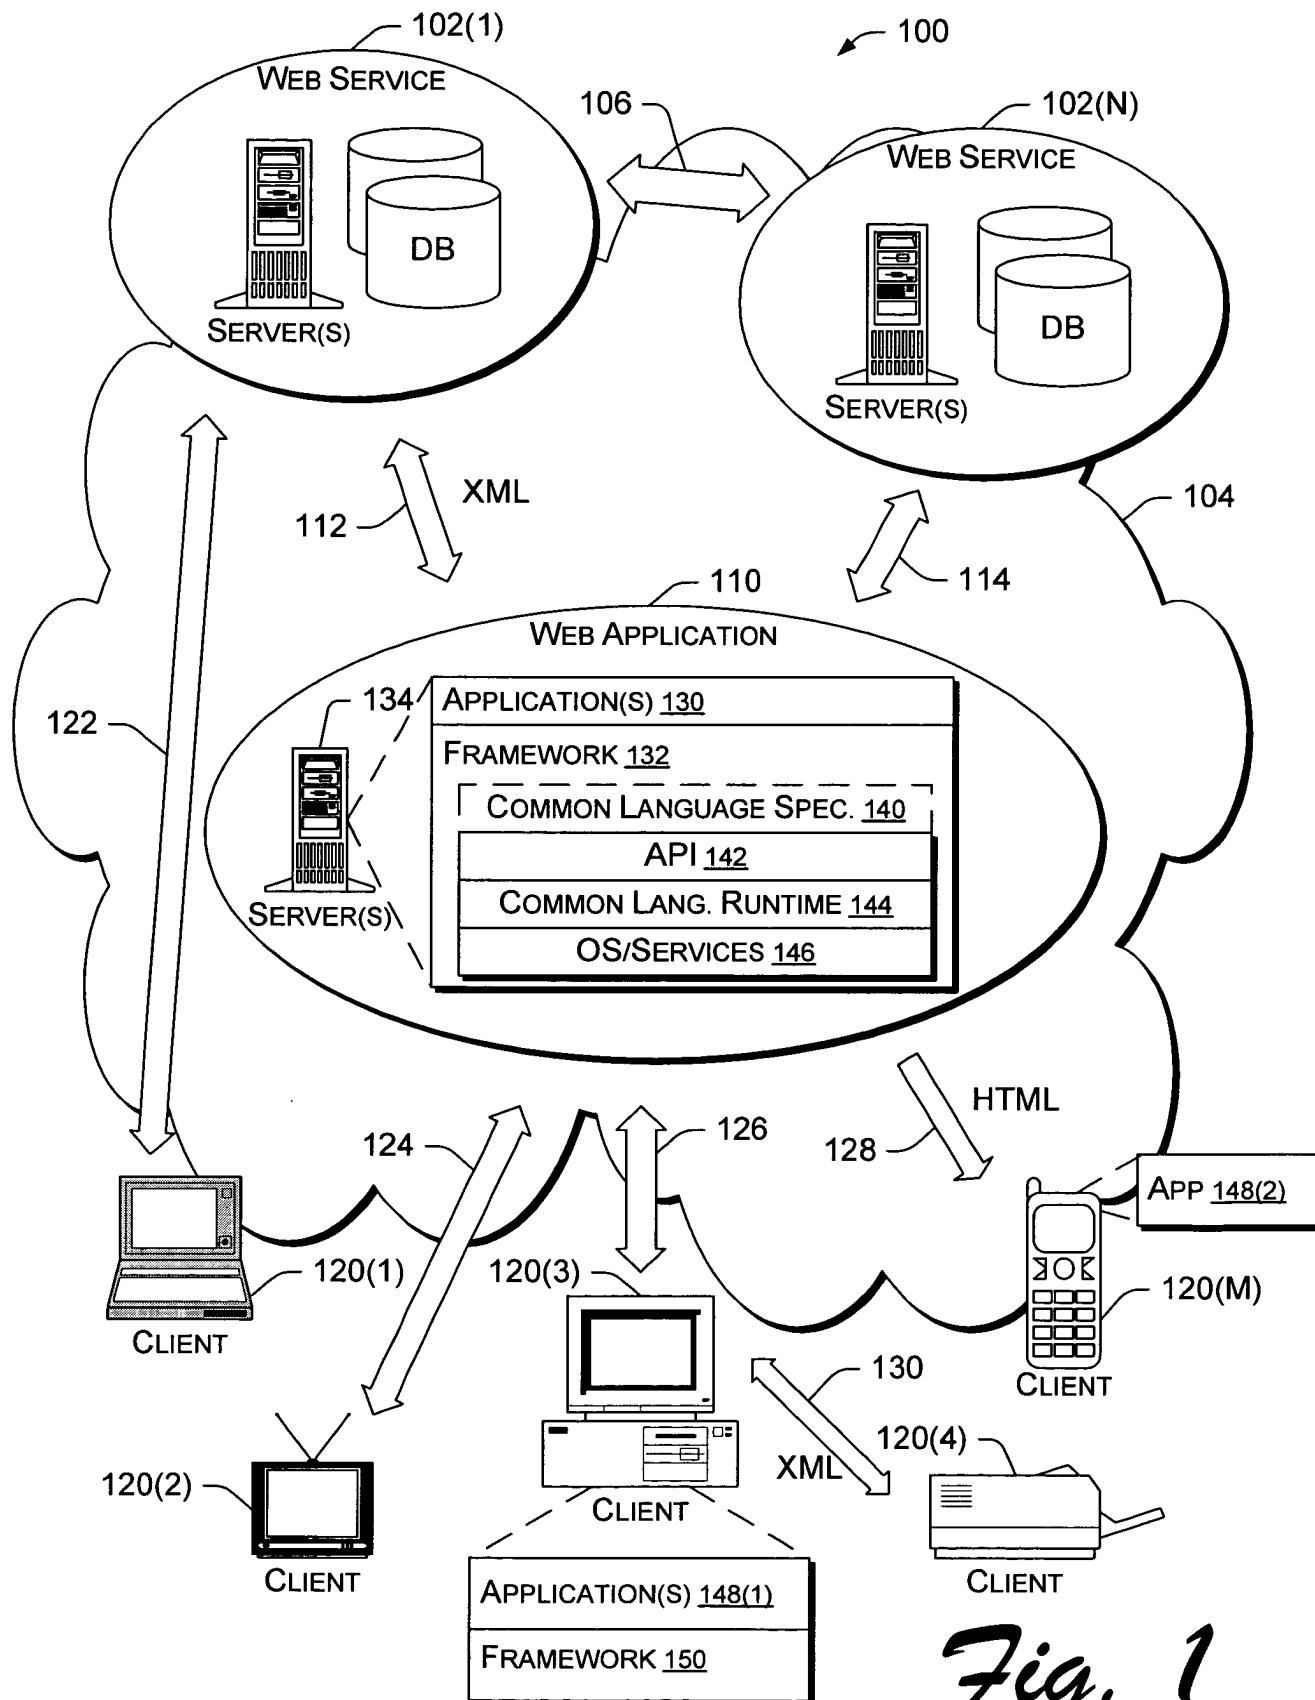 102(1)
100
WEB SERVICE
106
102(N)
WEB SERVICE
DB
SERVER(S)
DB
SERVER(S)
XML
112
104
114
110
WEB APPLICATION
134
APPLICATION(S) 130
122
FRAMEWORK 132
COMMON LANGUAGE SPEC. 140
API 142
COMMON LANG. RUNTIME 144
SERVER(S)
OS/SERVICES 146
HTML
124
126
128
APP 148(2)
120(1)
120(3)
120(M)
CLIENT
130
CLIENT
120(4)
XML
120(2)
CLIENT
CLIENT
CLIENT
APPLICATION(S) 148(1)
FRAMEWORK 150
Fig. 1